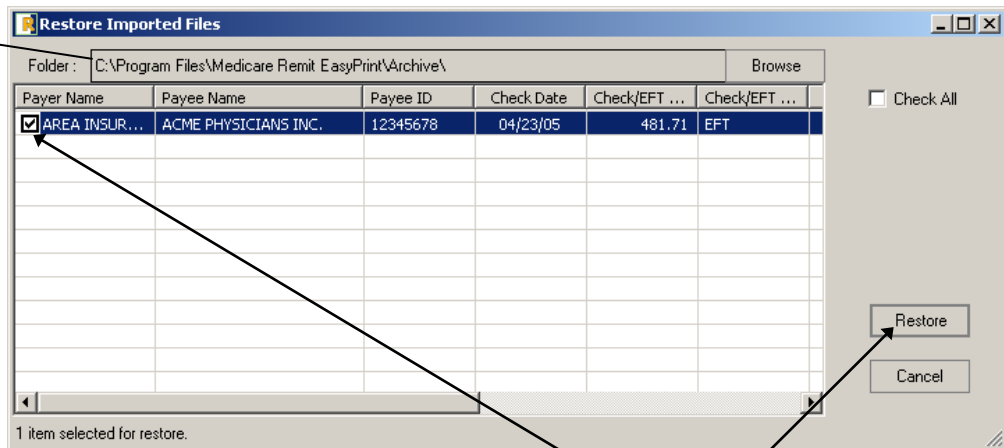 Restore Imported Files
Folder : C:\Program Files\Medicare Remit EasyPrint\Archive\ Browse
Payer Name Payee Name Payee ID Check Date Check/EFT ... Check/EFT ... Check All
AREA INSUR... ACME PHYSICIANS INC. 12345678 04/23/05 481.71 EFT
Restore
Cancel
1 item selected for restore.